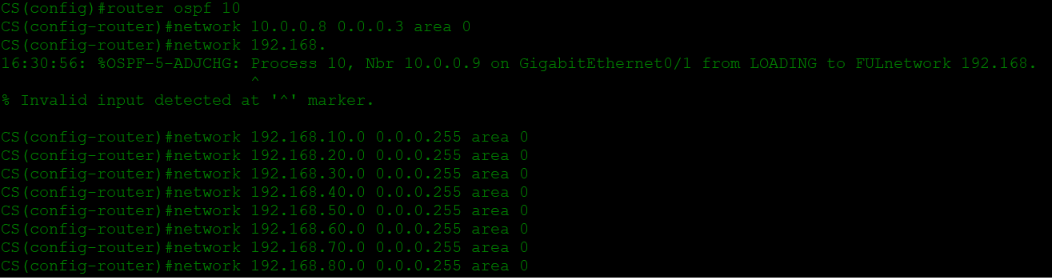 CS(config)#router ospf 10
CS(config-router)#network 10.0.0.8 0.0.0.3 area 0
CS(config-router)#network 192.168.
16:30:56: %OSPF-5-ADJCHG: Process 10, Nbr 10.0.0.9 on GigabitEthernet0/1 from LOADING to FULnetwork 192.168.
^
% Invalid input detected at '^' marker.
CS(config-router)#network 192.168.10.0 0.0.0.255 area 0
CS(config-router)#network 192.168.20.0 0.0.0.255 area 0
CS(config-router)#network 192.168.30.0 0.0.0.255 area 0
CS(config-router)#network 192.168.40.0 0.0.0.255 area 0
CS(config-router)#network 192.168.50.0 0.0.0.255 area 0
CS(config-router)#network 192.168.60.0 0.0.0.255 area 0
CS(config-router)#network 192.168.70.0 0.0.0.255 area 0
CS(config-router)#network 192.168.80.0 0.0.0.255 area 0